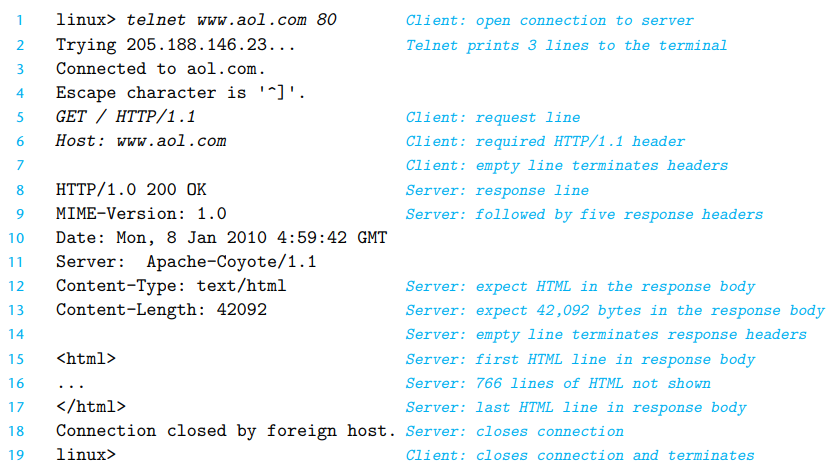 1 linux> telnet www.aol.com 80 Client: open connection to server
2 Trying 205.188.146.23... Telnet prints 3 lines to the terminal
3 Connected to aol.com.
4 Escape character is '^]'.
5 GET / HTTP/1.1 Client: request line
6 Host: www.aol.com Client: required HTTP/1.1 header
7 Client: empty line terminates headers
8 HTTP/1.0 200 OK Server: response line
9 MIME-Version: 1.0 Server: followed by five response headers
10 Date: Mon, 8 Jan 2010 4:59:42 GMT
11 Server: Apache-Coyote/1.1
12 Content-Type: text/html Server: expect HTML in the response body
13 Content-Length: 42092 Server: expect 42,092 bytes in the response body
14 Server: empty line terminates response headers
15 <html> Server: first HTML line in response body
16 ... Server: 766 lines of HTML not shown
17 </html> Server: last HTML line in response body
18 Connection closed by foreign host. Server: closes connection
19 linux> Client: closes connection and terminates